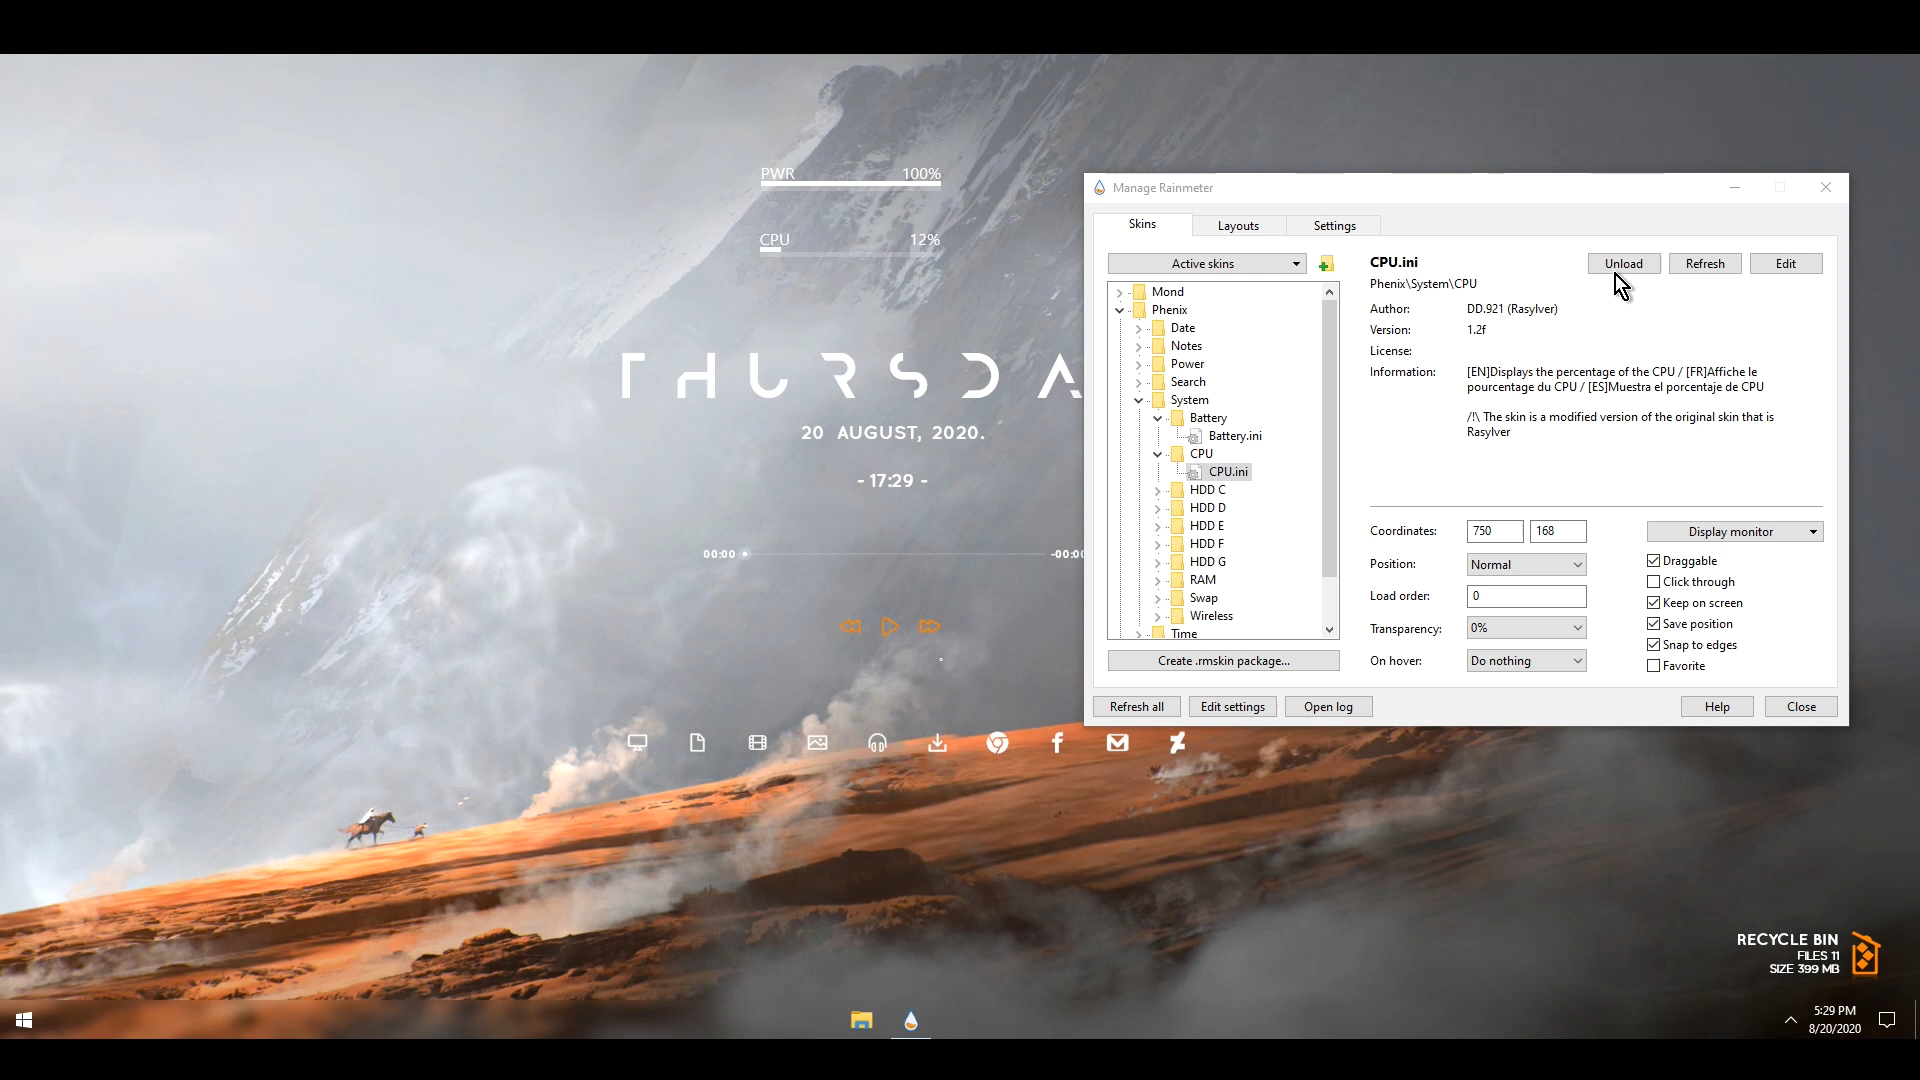 PWR 100%
CPU 12%
THURSDA
20 AUGUST, 2020.
- 17:29 -
00:00
-00:00
Manage Rainmeter
Skins
Layouts
Settings
Active skins
Mond
Phenix
Date
Notes
Power
Search
System
Battery
Battery.ini
CPU
CPU.ini
HDD C
HDD D
HDD E
HDD F
HDD G
RAM
Swap
Wireless
Time
Create .rmskin package...
CPU.ini
Unload
Refresh
Edit
Phenix\System\CPU
Author: DD.921 (Rasylver)
Version: 1.2f
License:
Information: [EN]Displays the percentage of the CPU / [FR]Affiche le
pourcentage du CPU / [ES]Muestra el porcentaje de CPU
/!\ The skin is a modified version of the original skin that is
Rasylver
Coordinates: 750 168
Display monitor
Position: Normal
Load order: 0
Transparency: 0%
On hover: Do nothing
Draggable
Click through
Keep on screen
Save position
Snap to edges
Favorite
Refresh all
Edit settings
Open log
Help
Close
RECYCLE BIN
FILES 11
SIZE 399 MB
5:29 PM
8/20/2020